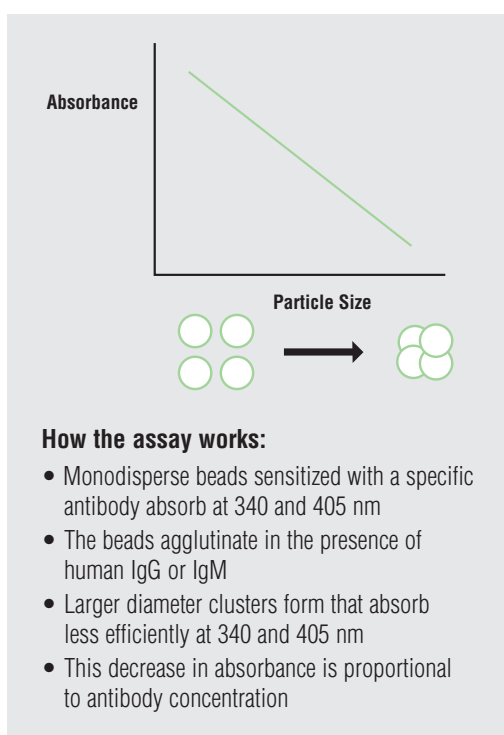 Absorbance
Particle Size
How the assay works:
• Monodisperse beads sensitized with a specific
antibody absorb at 340 and 405 nm
• The beads agglutinate in the presence of
human IgG or IgM
• Larger diameter clusters form that absorb
less efficiently at 340 and 405 nm
• This decrease in absorbance is proportional
to antibody concentration